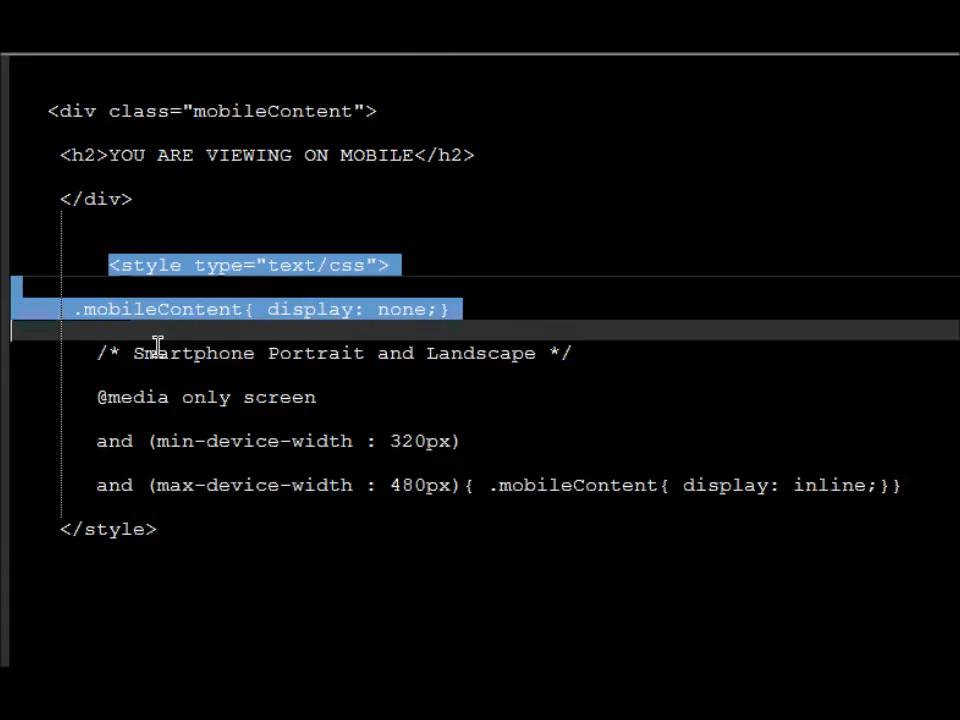 <div class="mobileContent">
<h2>YOU ARE VIEWING ON MOBILE</h2>
</div>
<style type="text/css">
.mobileContent{ display: none;}
/* Smartphone Portrait and Landscape */
@media only screen
and (min-device-width : 320px)
and (max-device-width : 480px){ .mobileContent{ display: inline;}}
</style>